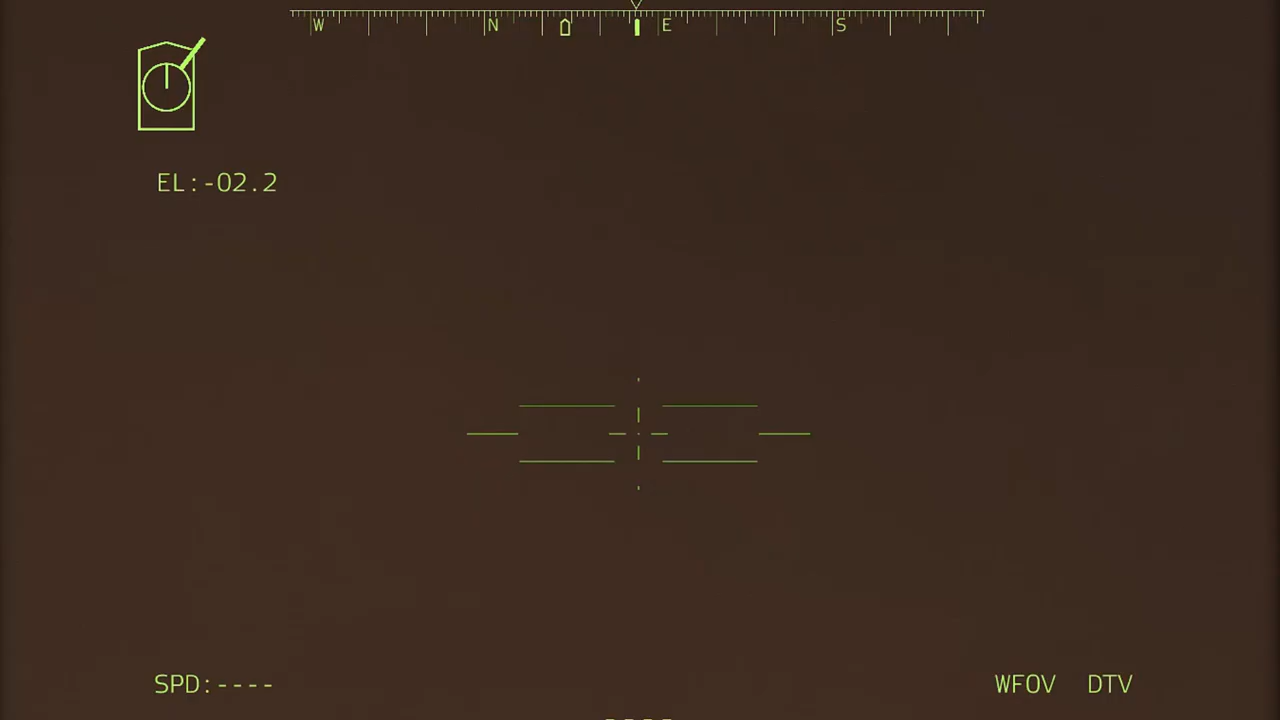 W N E S
EL:-02.2
SPD:----
WFOV DTV
----